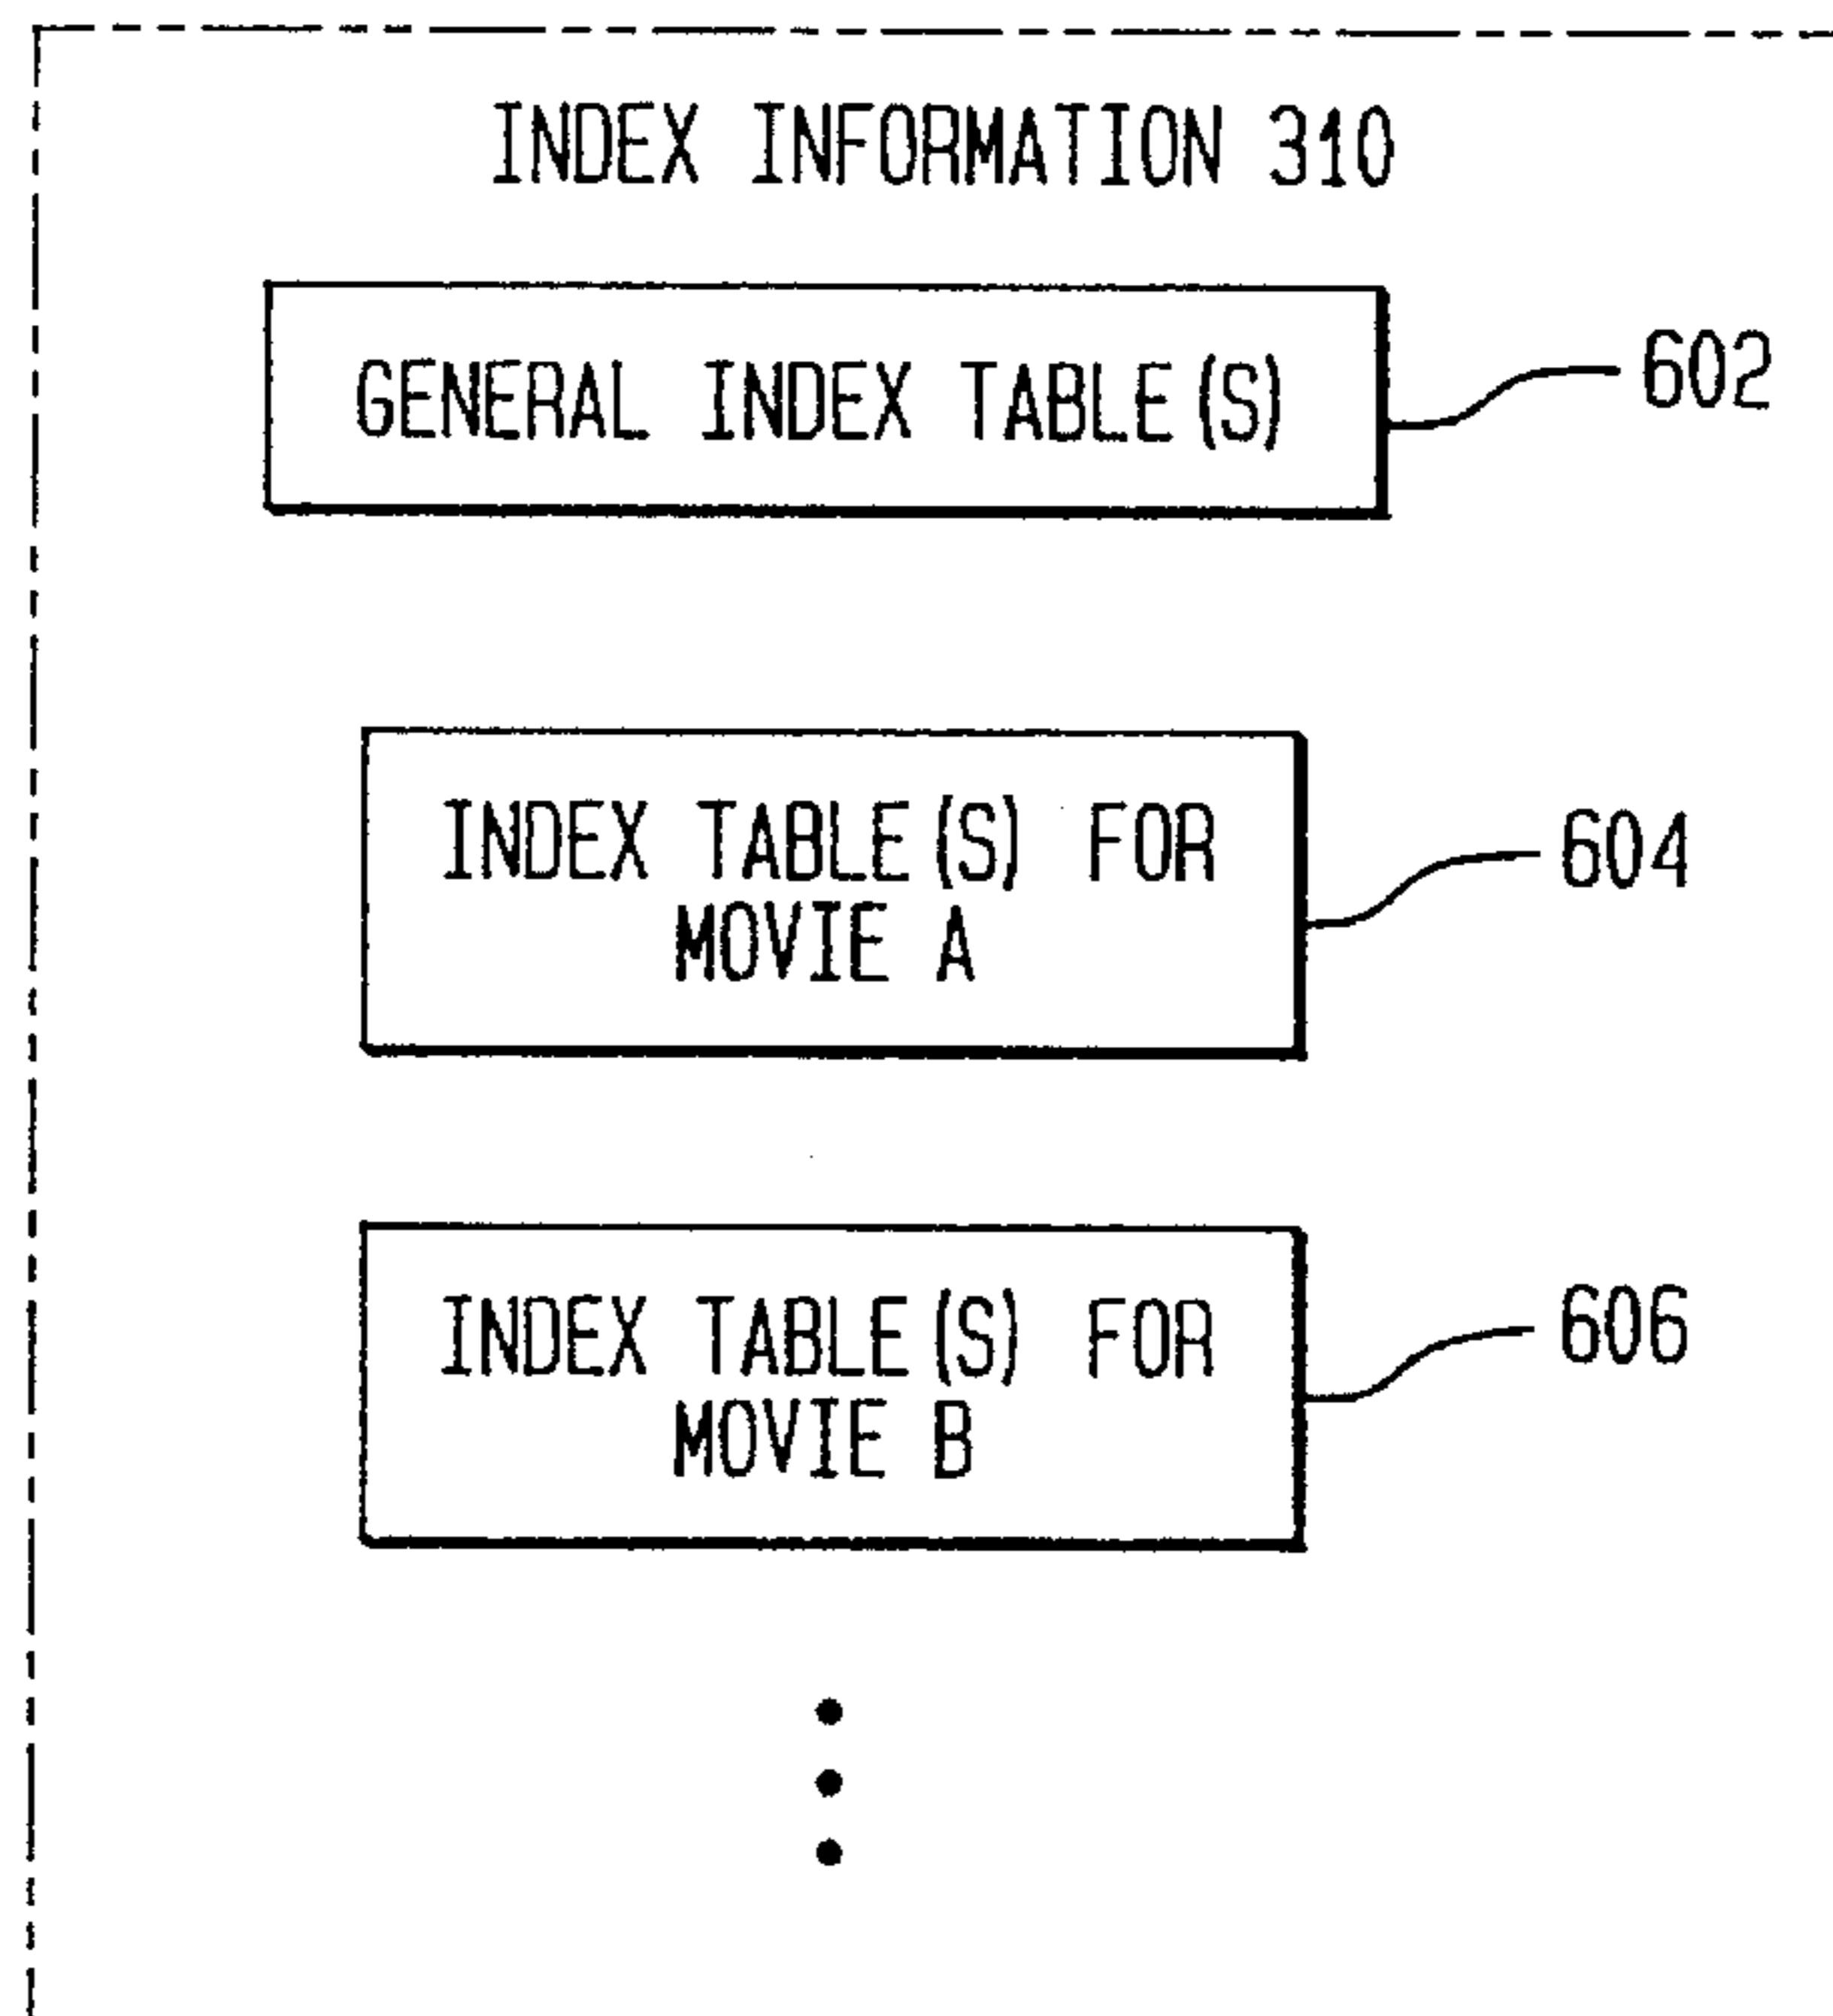 INDEX INFORMATION 310
GENERAL INDEX TABLE(S)
602
INDEX TABLE(S) FOR
MOVIE A
604
INDEX TABLE(S) FOR
MOVIE B
606